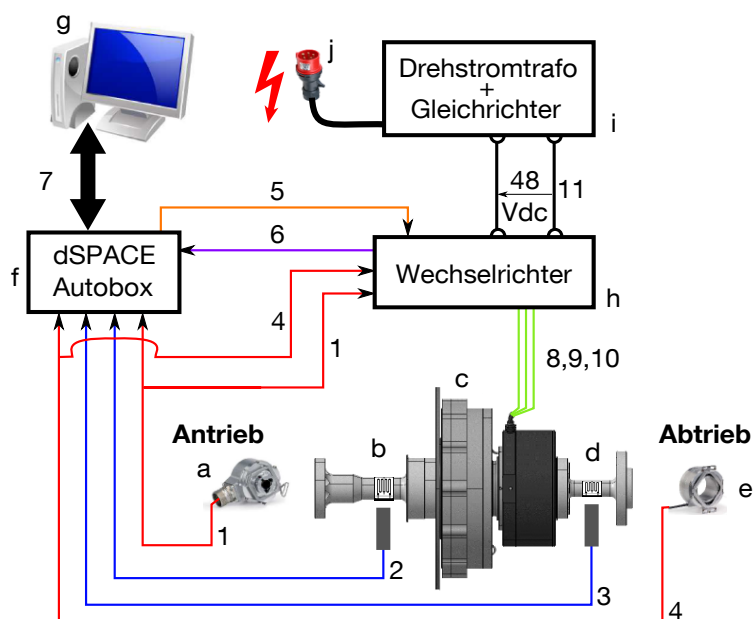 g
j
Drehstromtrafo
+
Gleichrichter
i
7
5
48
11
Vdc
6
f
dSPACE
Autobox
Wechselrichter
h
4
1
8,9,10
c
Antrieb
Abtrieb
a
b
d
e
1
2
3
4